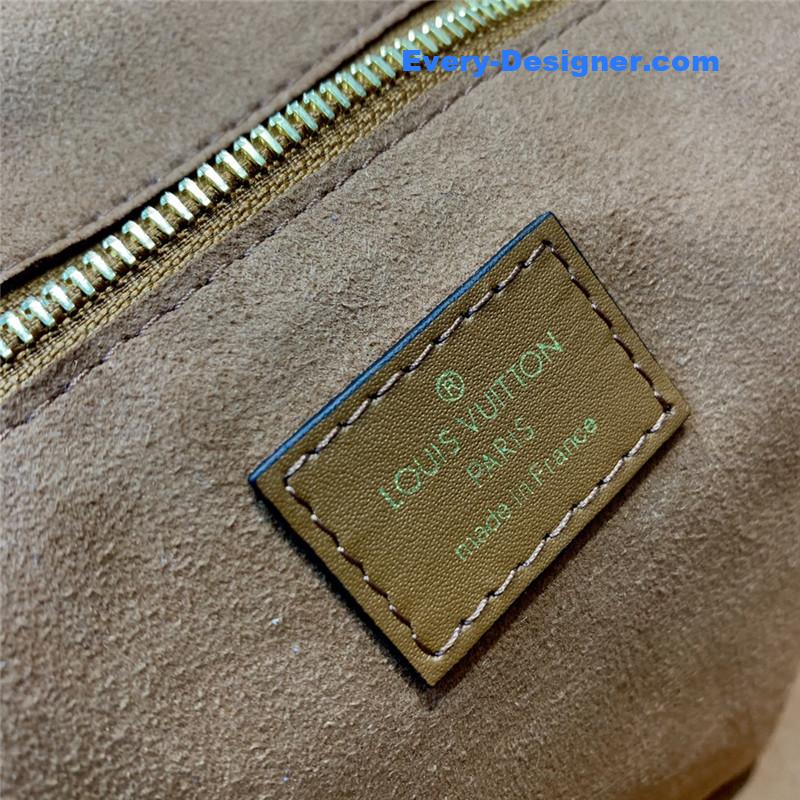 Every-Designer.com
®
LOUIS VUITTON
PARIS
made in France